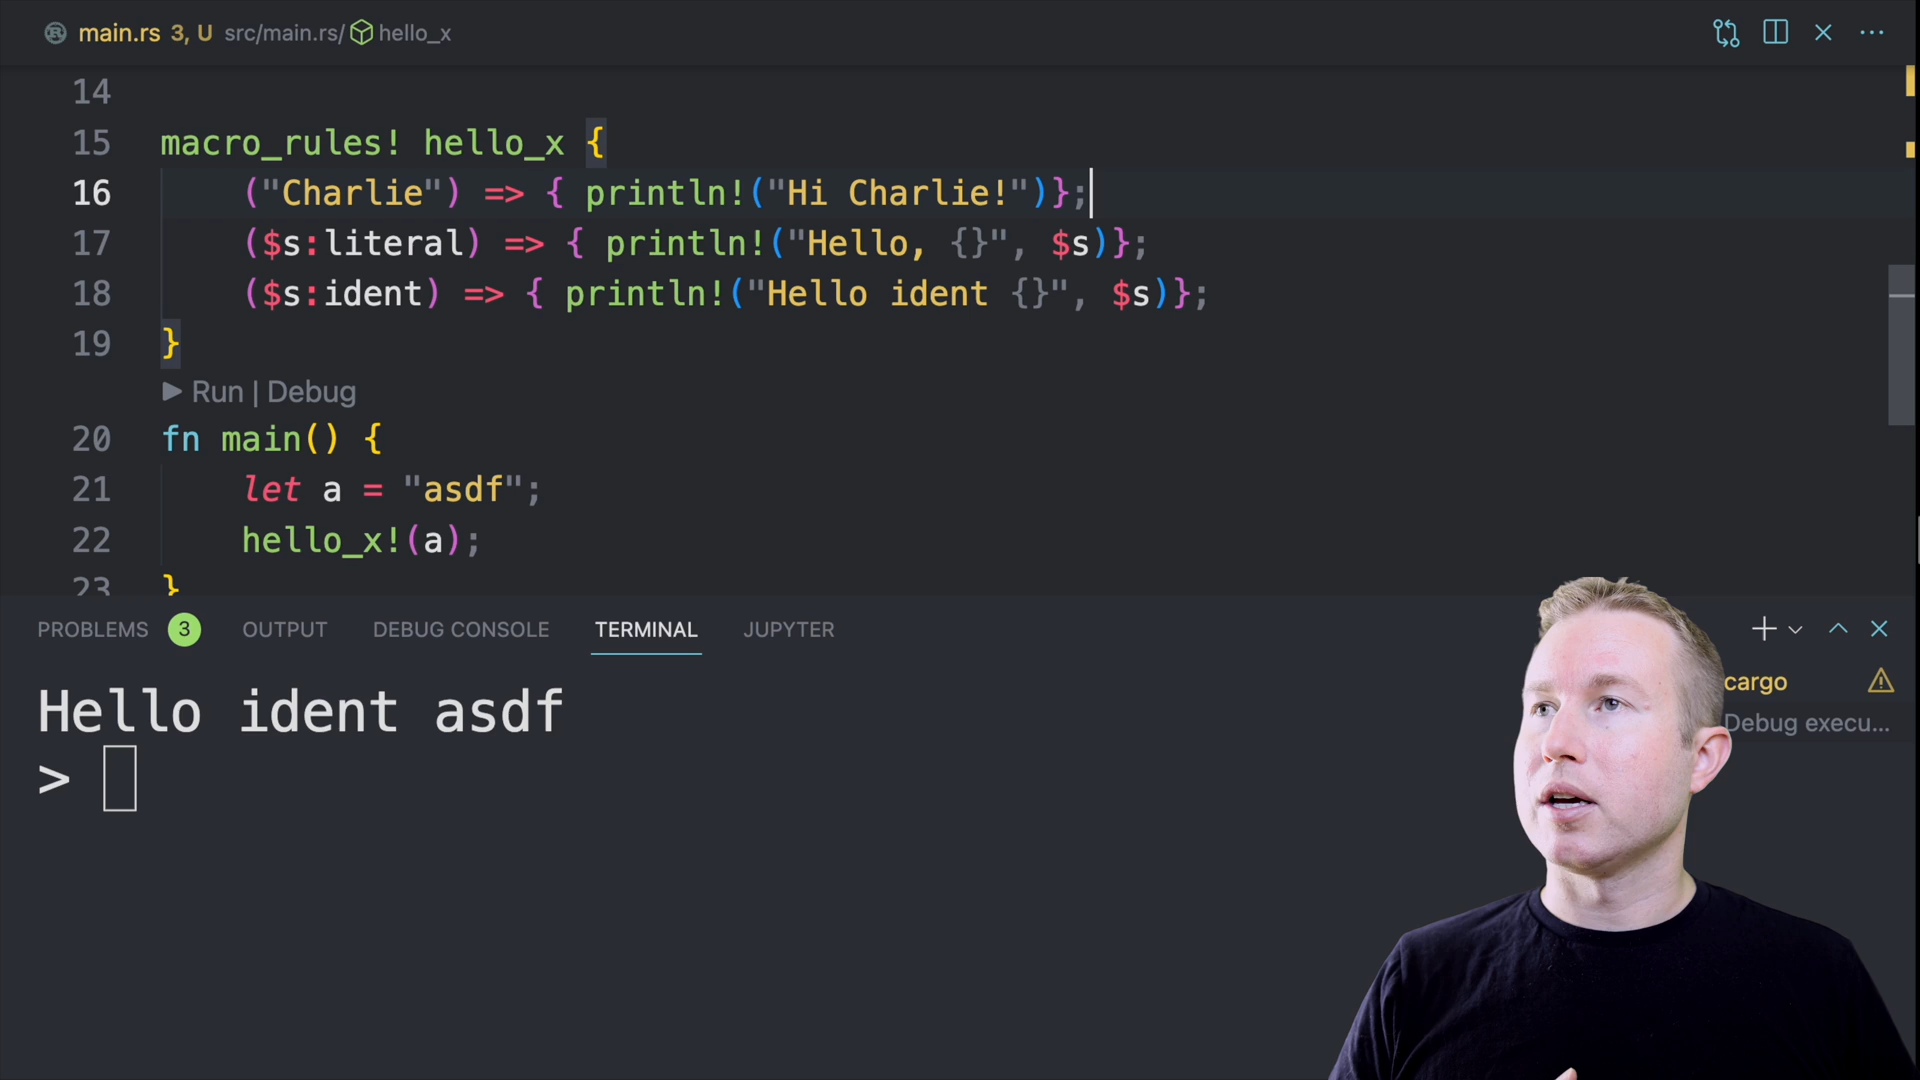 main.rs 3, U src/main.rs/ hello_x
14
15 macro_rules! hello_x {
16 ("Charlie") => { println!("Hi Charlie!")};
17 ($s:literal) => { println!("Hello, {}", $s)};
18 ($s:ident) => { println!("Hello ident {}", $s)};
19 }
Run | Debug
20 fn main() {
21 let a = "asdf";
22 hello_x!(a);
23 }
PROBLEMS 3 OUTPUT DEBUG CONSOLE TERMINAL JUPYTER
Hello ident asdf
>
cargo
Debug execu...